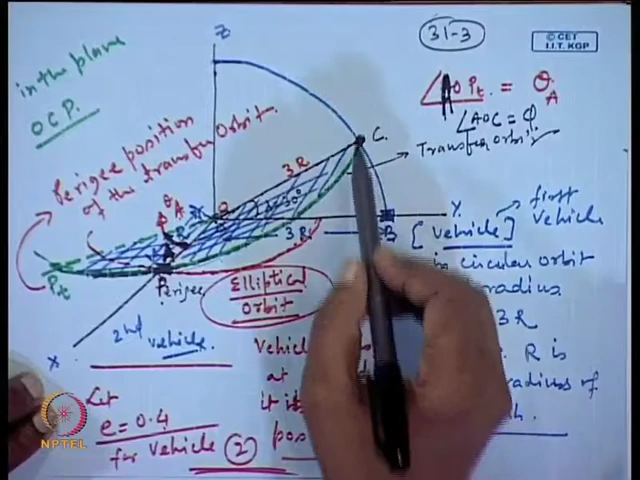 31-3
© CET
I.I.T. KGP
in the plane
OCP.
Z
∠AOPt = θA
∠AOC = φ
Transfer orbit
Perigee position
of the transfer orbit.
C.
3R
θA
O
30°
Y
A
3R
B
[vehicle]
first
vehicle
in circular orbit
radius
3R
R is
radius of
Pt
Perigee
Elliptical
orbit
X
2nd vehicle.
at
Let
e = 0.4
for vehicle 2
NPTEL